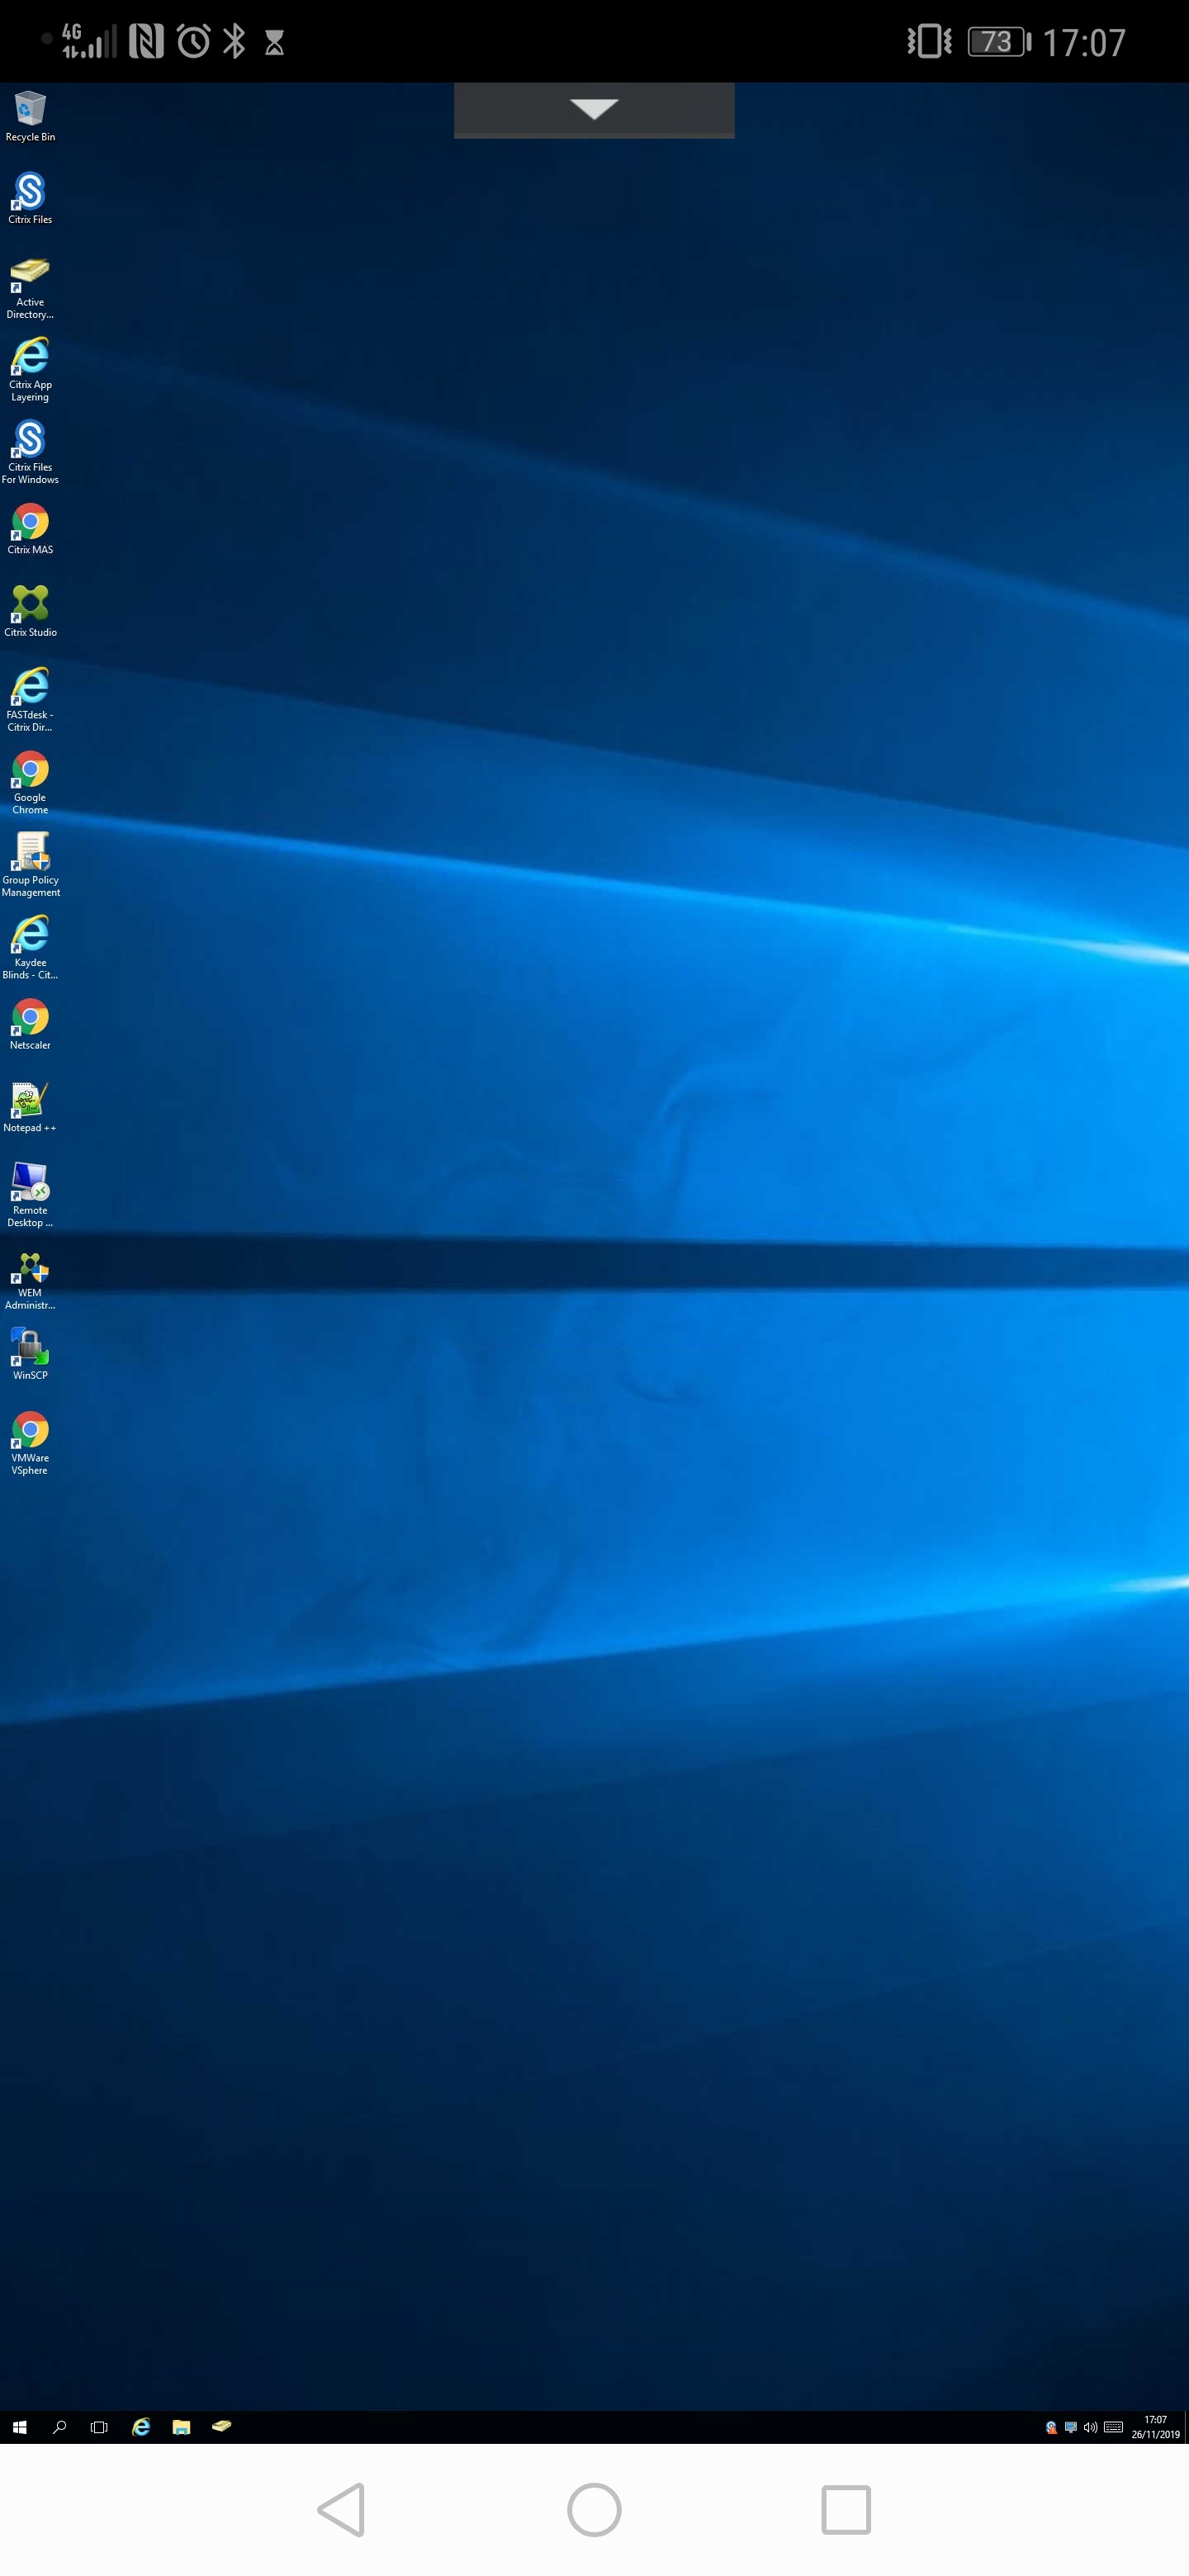 4G
73
17:07
Recycle Bin
Citrix Files
Active
Directory...
Citrix App
Layering
Citrix Files
For Windows
Citrix MAS
Citrix Studio
FASTdesk -
Citrix Dir...
Google
Chrome
Group Policy
Management
Kaydee
Blinds - Cit...
Netscaler
Notepad ++
Remote
Desktop ...
WEM
Administr...
WinSCP
VMWare
VSphere
17:07
26/11/2019